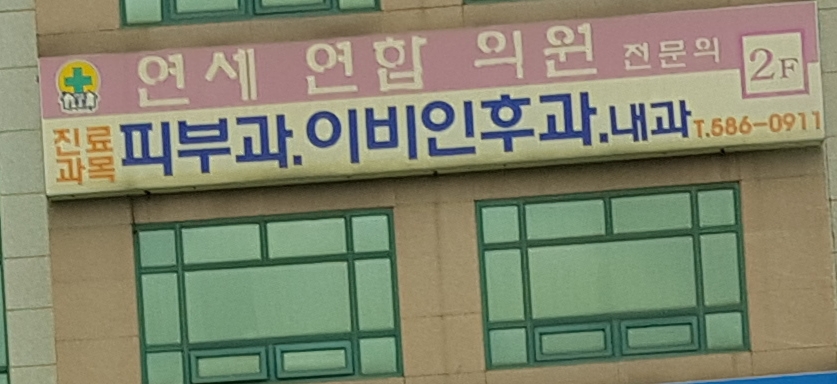 연세 연합 의원 전문의 2F
진료과목 피부과.이비인후과.내과 T.586-0911